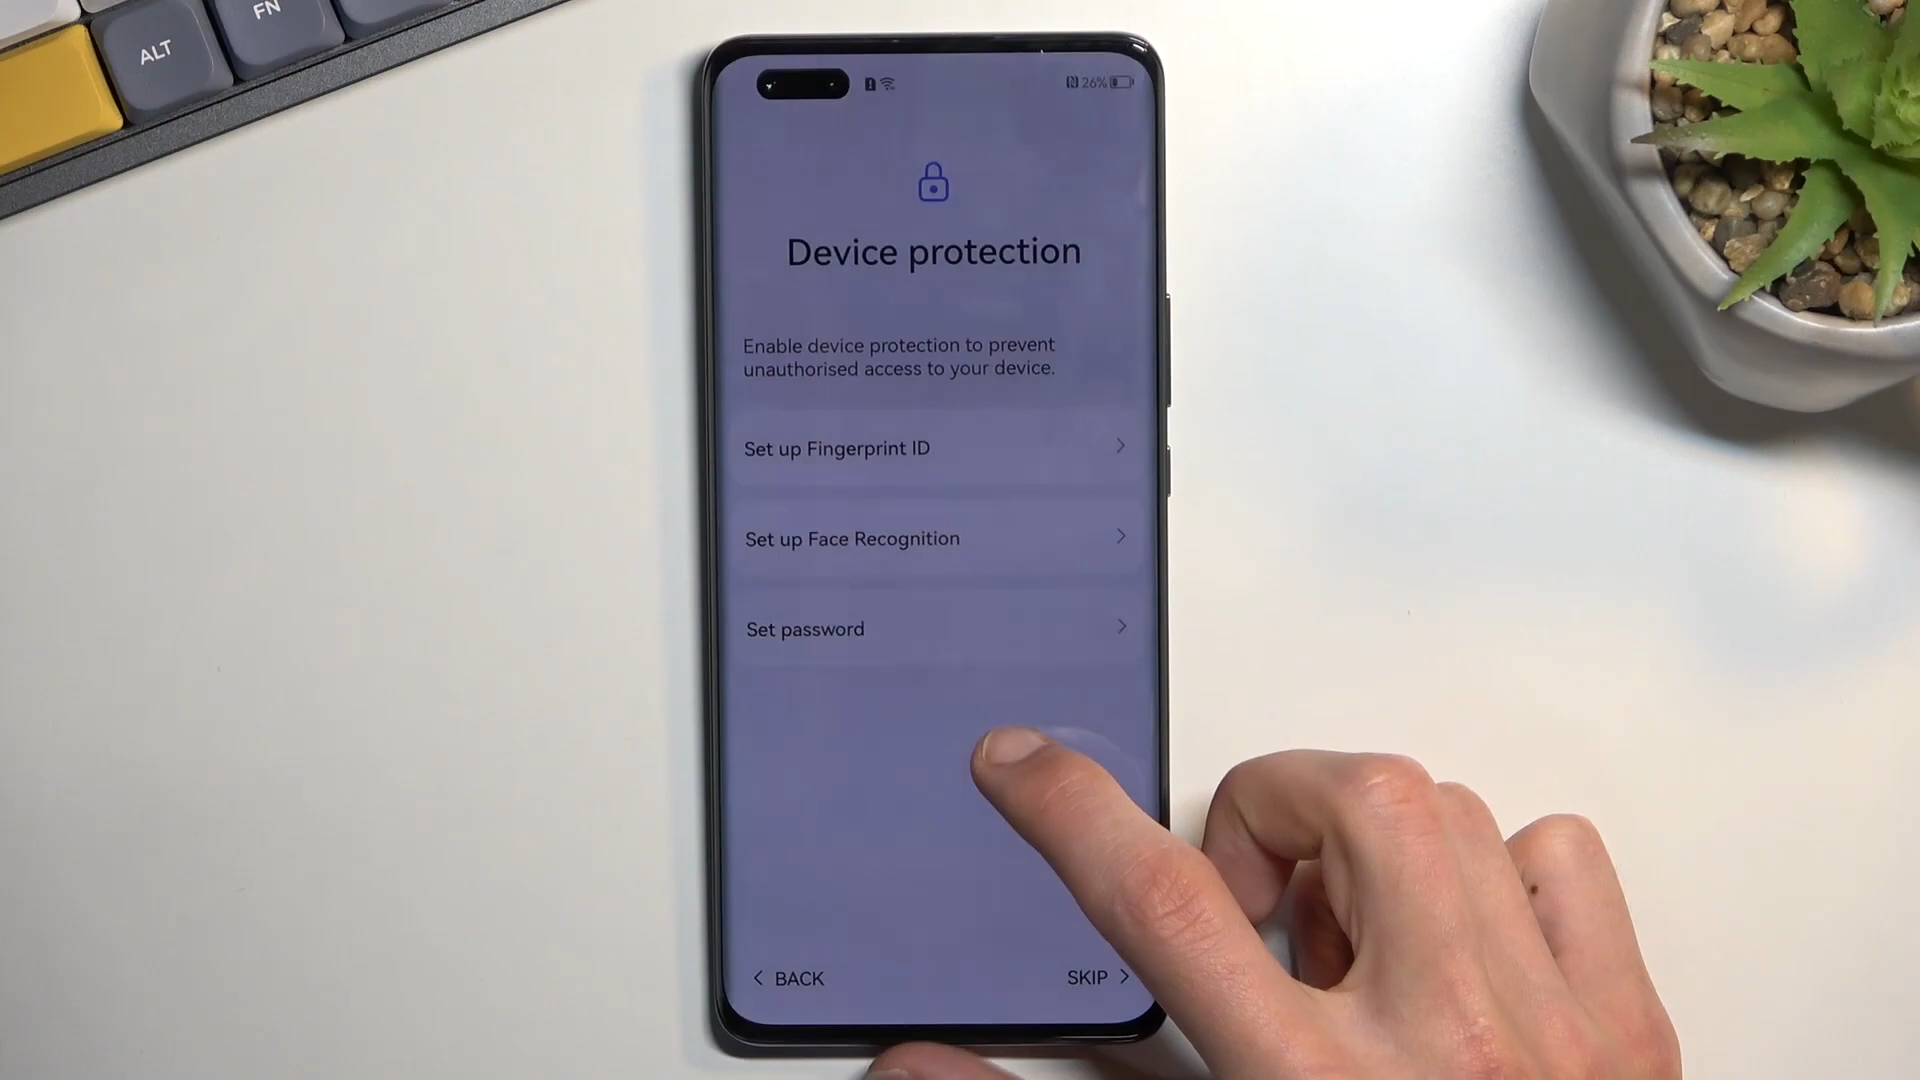 ALT
FN
26%
Device protection
Enable device protection to prevent
unauthorised access to your device.
Set up Fingerprint ID
Set up Face Recognition
Set password
BACK
SKIP